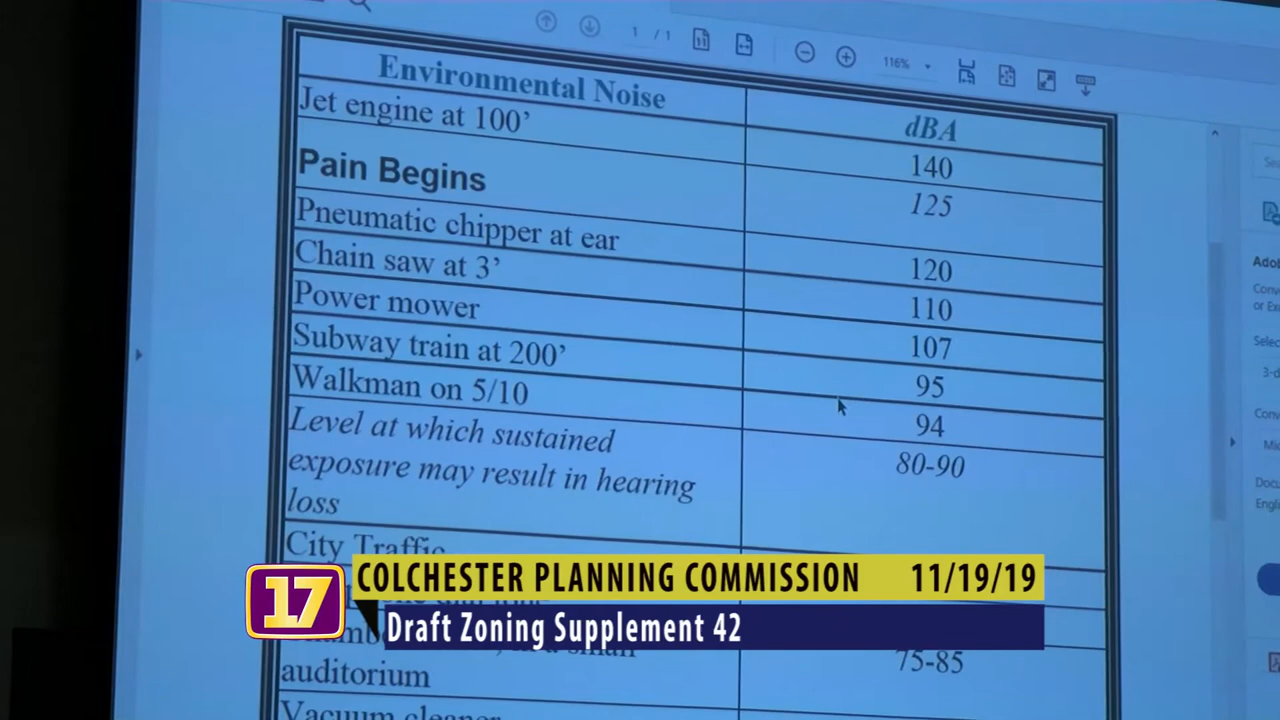 1 / 1
116%
Environmental Noise
dBA
Jet engine at 100’
140
Pain Begins
125
Pneumatic chipper at ear
120
Chain saw at 3’
110
Power mower
107
Subway train at 200’
95
Walkman on 5/10
94
Level at which sustained
exposure may result in hearing
loss
80-90
City Traffic
auditorium
75-85
Vacuum cleaner
17
COLCHESTER PLANNING COMMISSION 11/19/19
Draft Zoning Supplement 42